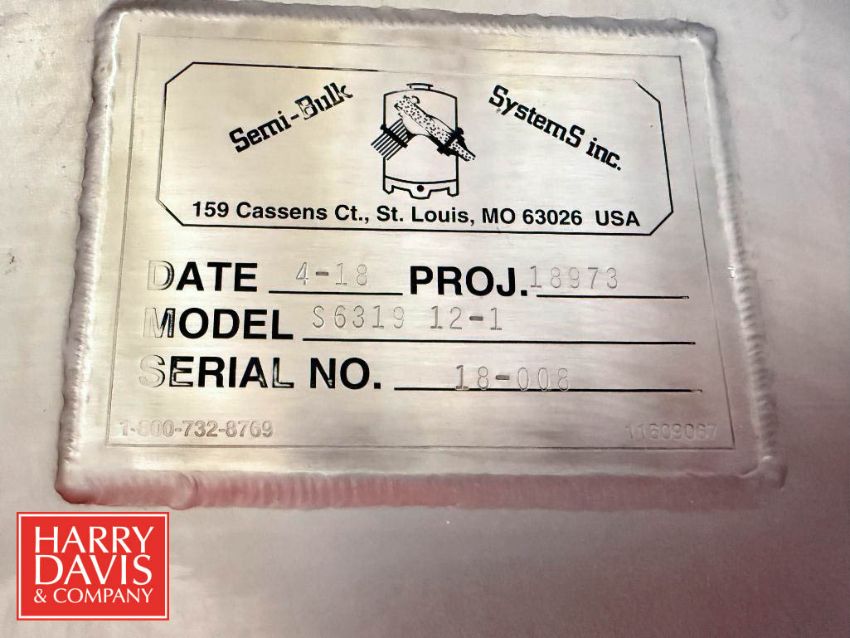 Semi-Bulk SystemS inc.
159 Cassens Ct., St. Louis, MO 63026 USA
DATE 4-18 PROJ. 18973
MODEL S6319 12-1
SERIAL NO. 18-008
1-800-732-8769 11609067
HARRY
DAVIS
& COMPANY